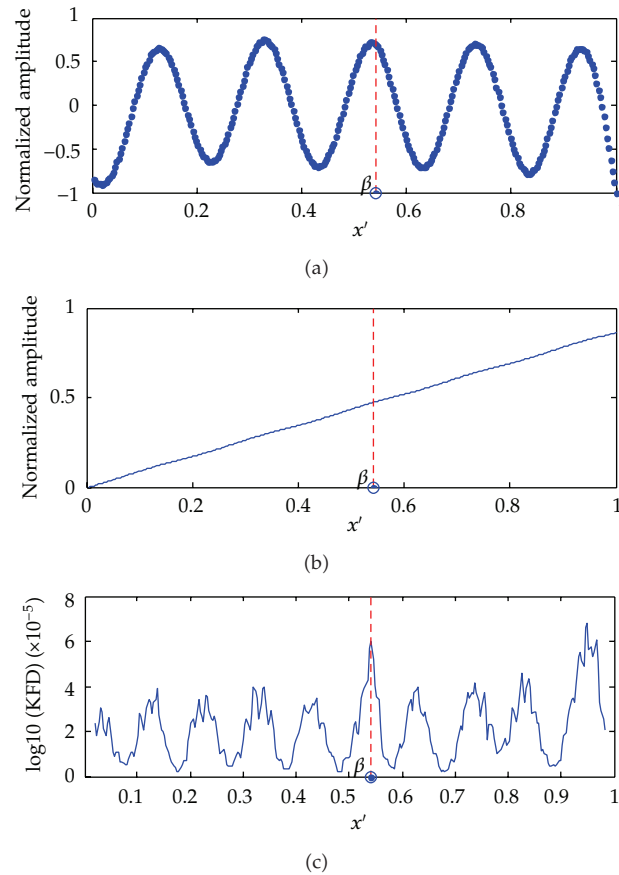 Normalized amplitude
1
0.5
0
−0.5
−1
0 0.2 0.4 0.6 0.8
β
x′
(a)
Normalized amplitude
1
0.5
0
0 0.2 0.4 0.6 0.8 1
β
x′
(b)
log10 (KFD) (×10⁻⁵)
8
6
4
2
0
0.1 0.2 0.3 0.4 0.5 0.6 0.7 0.8 0.9 1
β
x′
(c)